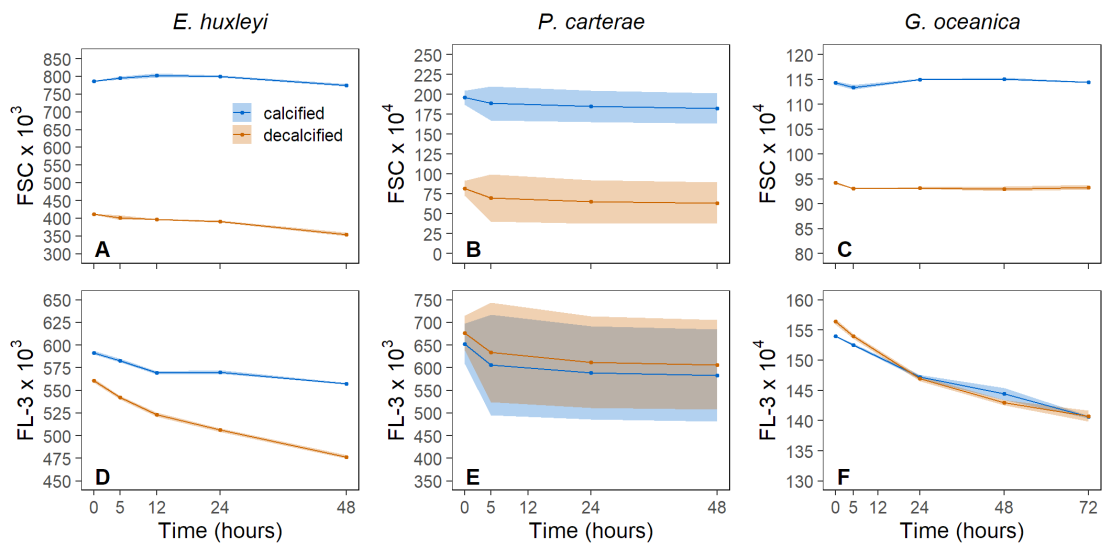 E. huxleyi
P. carterae
G. oceanica
FSC x 10³
850
800
750
700
650
600
550
500
450
400
350
300
calcified
decalcified
A
FSC x 10⁴
250
225
200
175
150
125
100
75
50
25
0
B
FSC x 10⁴
120
115
110
105
100
95
90
85
80
C
FL-3 x 10³
650
625
600
575
550
525
500
475
450
D
0 5 12 24 48
Time (hours)
FL-3 x 10³
750
700
650
600
550
500
450
400
350
E
0 5 12 24 48
Time (hours)
FL-3 x 10⁴
160
155
150
145
140
130
F
0 5 12 24 48 72
Time (hours)